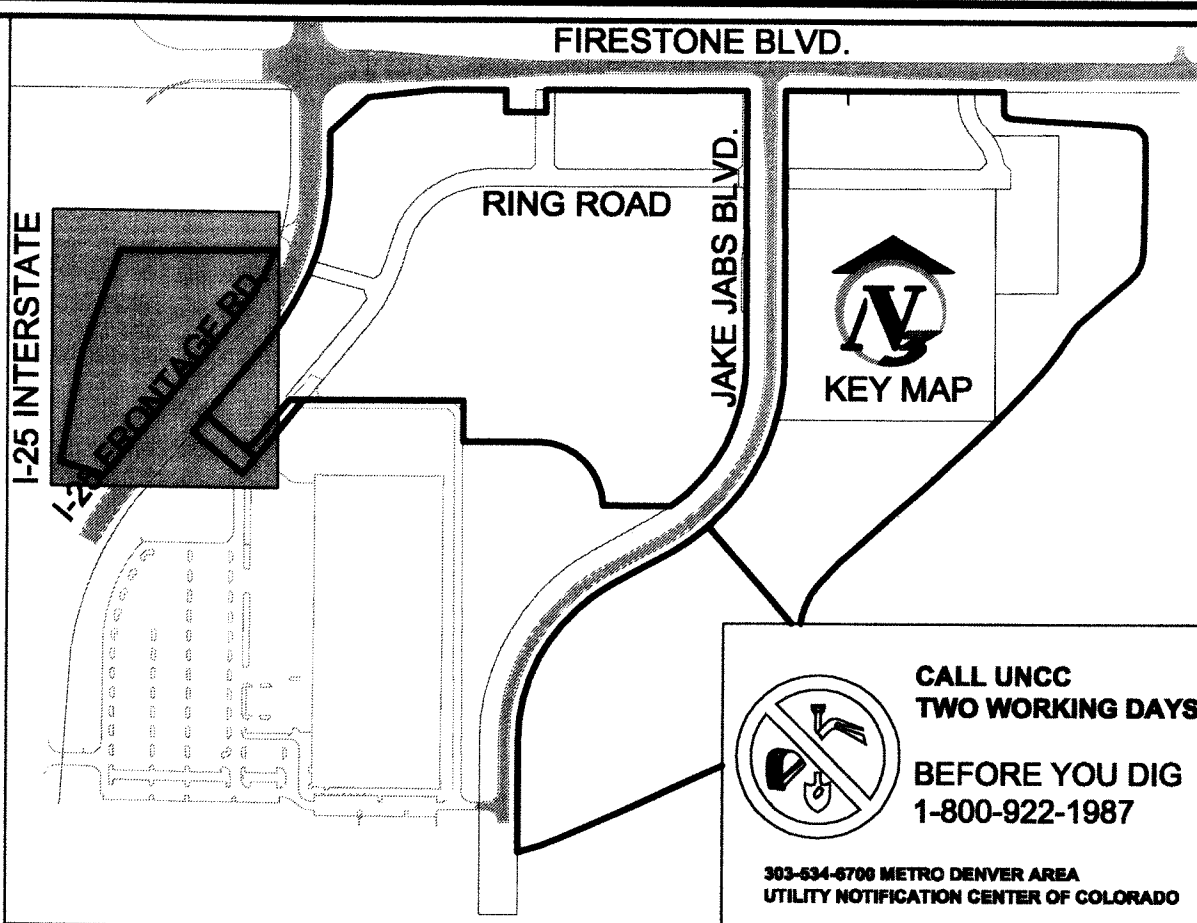 FIRESTONE BLVD.
RING ROAD
JAKE JABS BLVD.
I-25 INTERSTATE
I-25 FRONTAGE RD.
N
KEY MAP
CALL UNCC
TWO WORKING DAYS
BEFORE YOU DIG
1-800-922-1987
303-534-6700 METRO DENVER AREA
UTILITY NOTIFICATION CENTER OF COLORADO